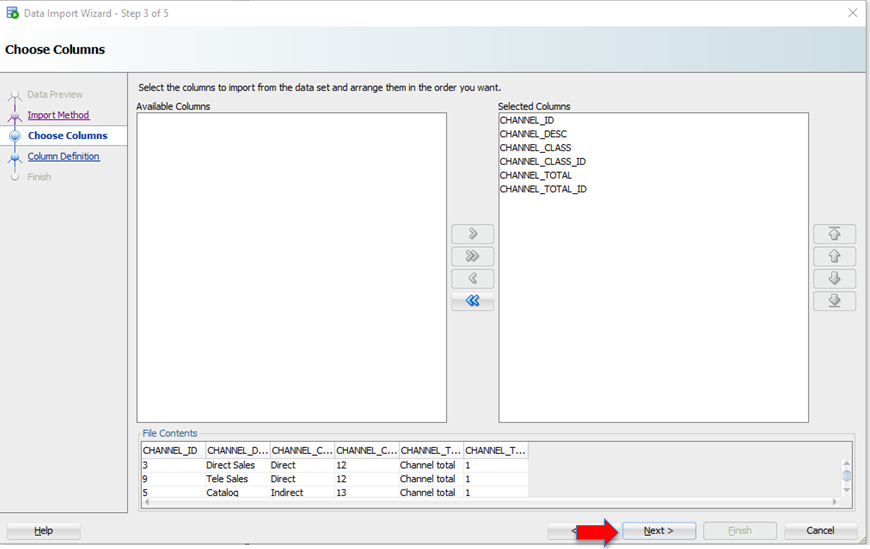 Data Import Wizard - Step 3 of 5
Choose Columns
Data Preview
Import Method
Choose Columns
Column Definition
Finish
Select the columns to import from the data set and arrange them in the order you want.
Available Columns
Selected Columns
CHANNEL_ID
CHANNEL_DESC
CHANNEL_CLASS
CHANNEL_CLASS_ID
CHANNEL_TOTAL
CHANNEL_TOTAL_ID
File Contents
CHANNEL_ID CHANNEL_D... CHANNEL_C... CHANNEL_C... CHANNEL_T... CHANNEL_T...
3 Direct Sales Direct 12 Channel total 1
9 Tele Sales Direct 12 Channel total 1
5 Catalog Indirect 13 Channel total 1
Help < Next > Finish Cancel